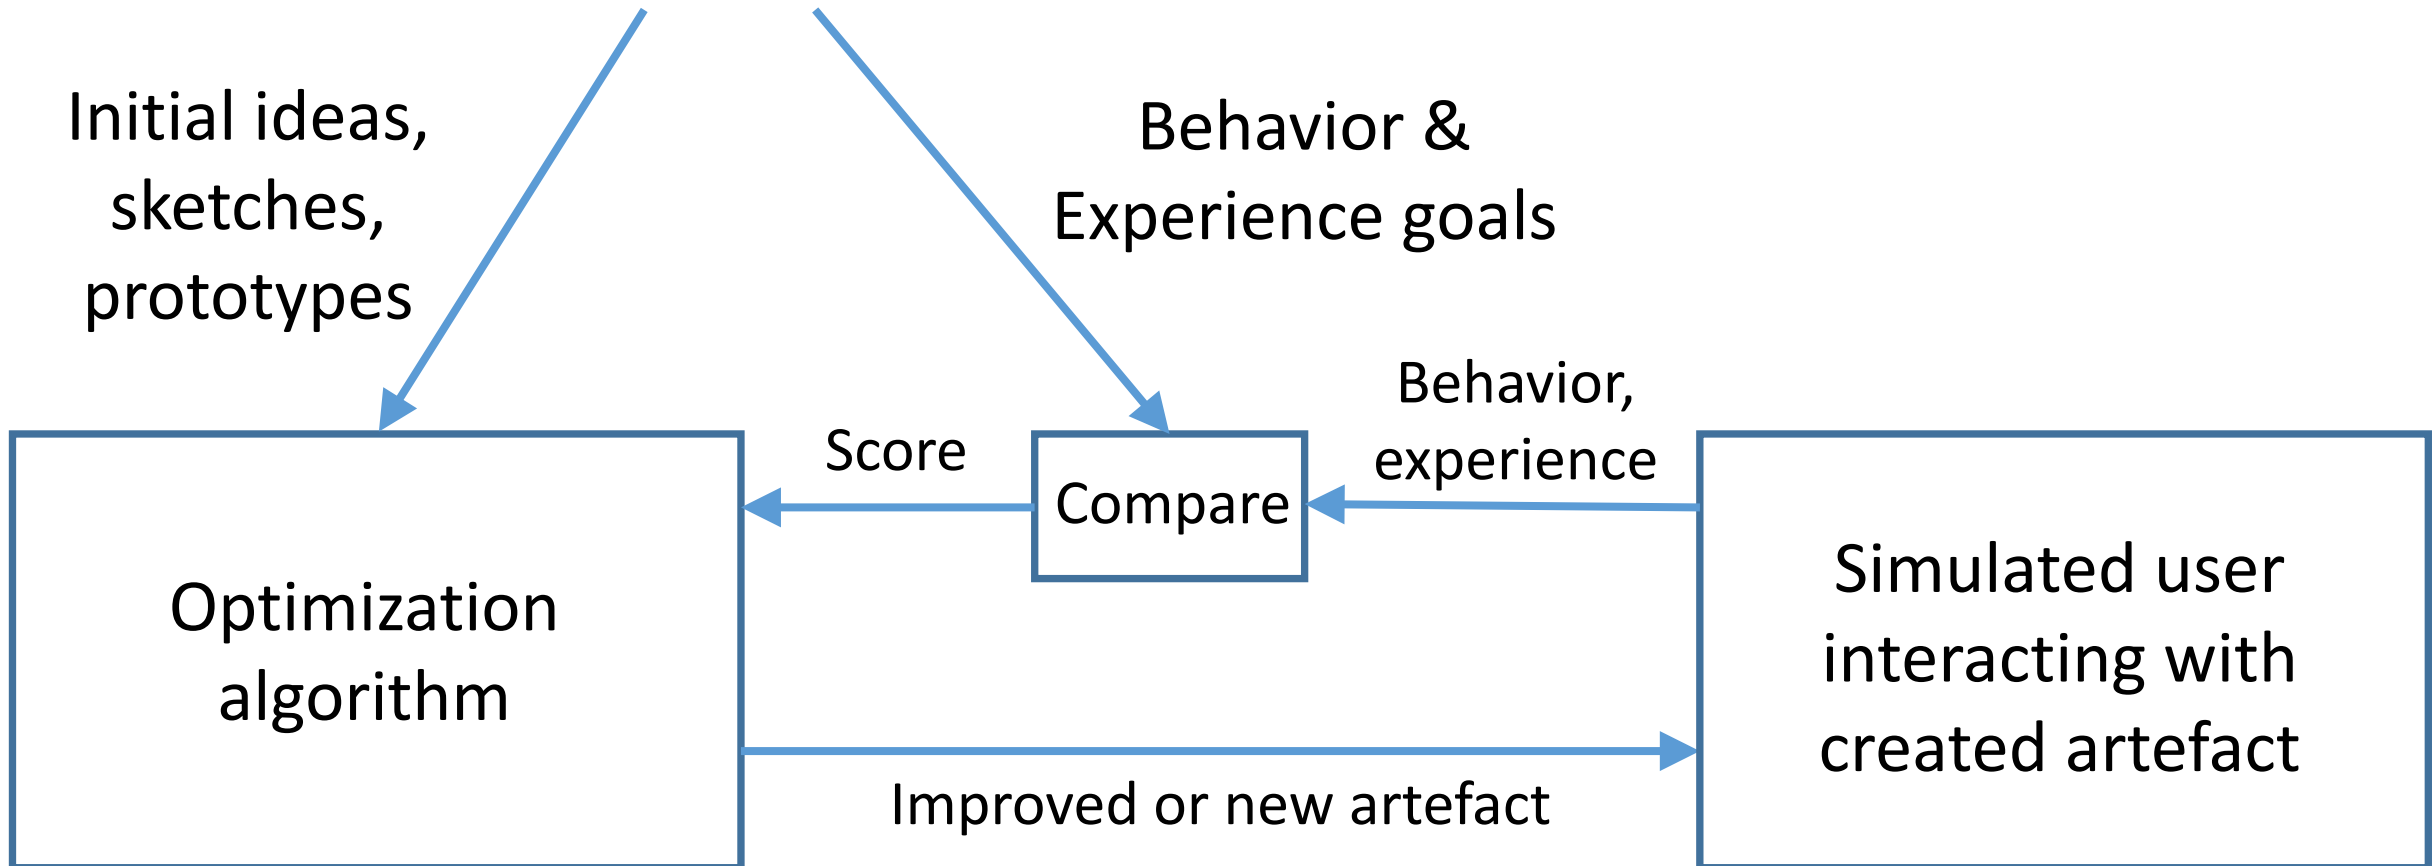 Initial ideas,
sketches,
prototypes
Behavior &
Experience goals
Behavior,
experience
Score
Compare
Optimization
algorithm
Simulated user
interacting with
created artefact
Improved or new artefact